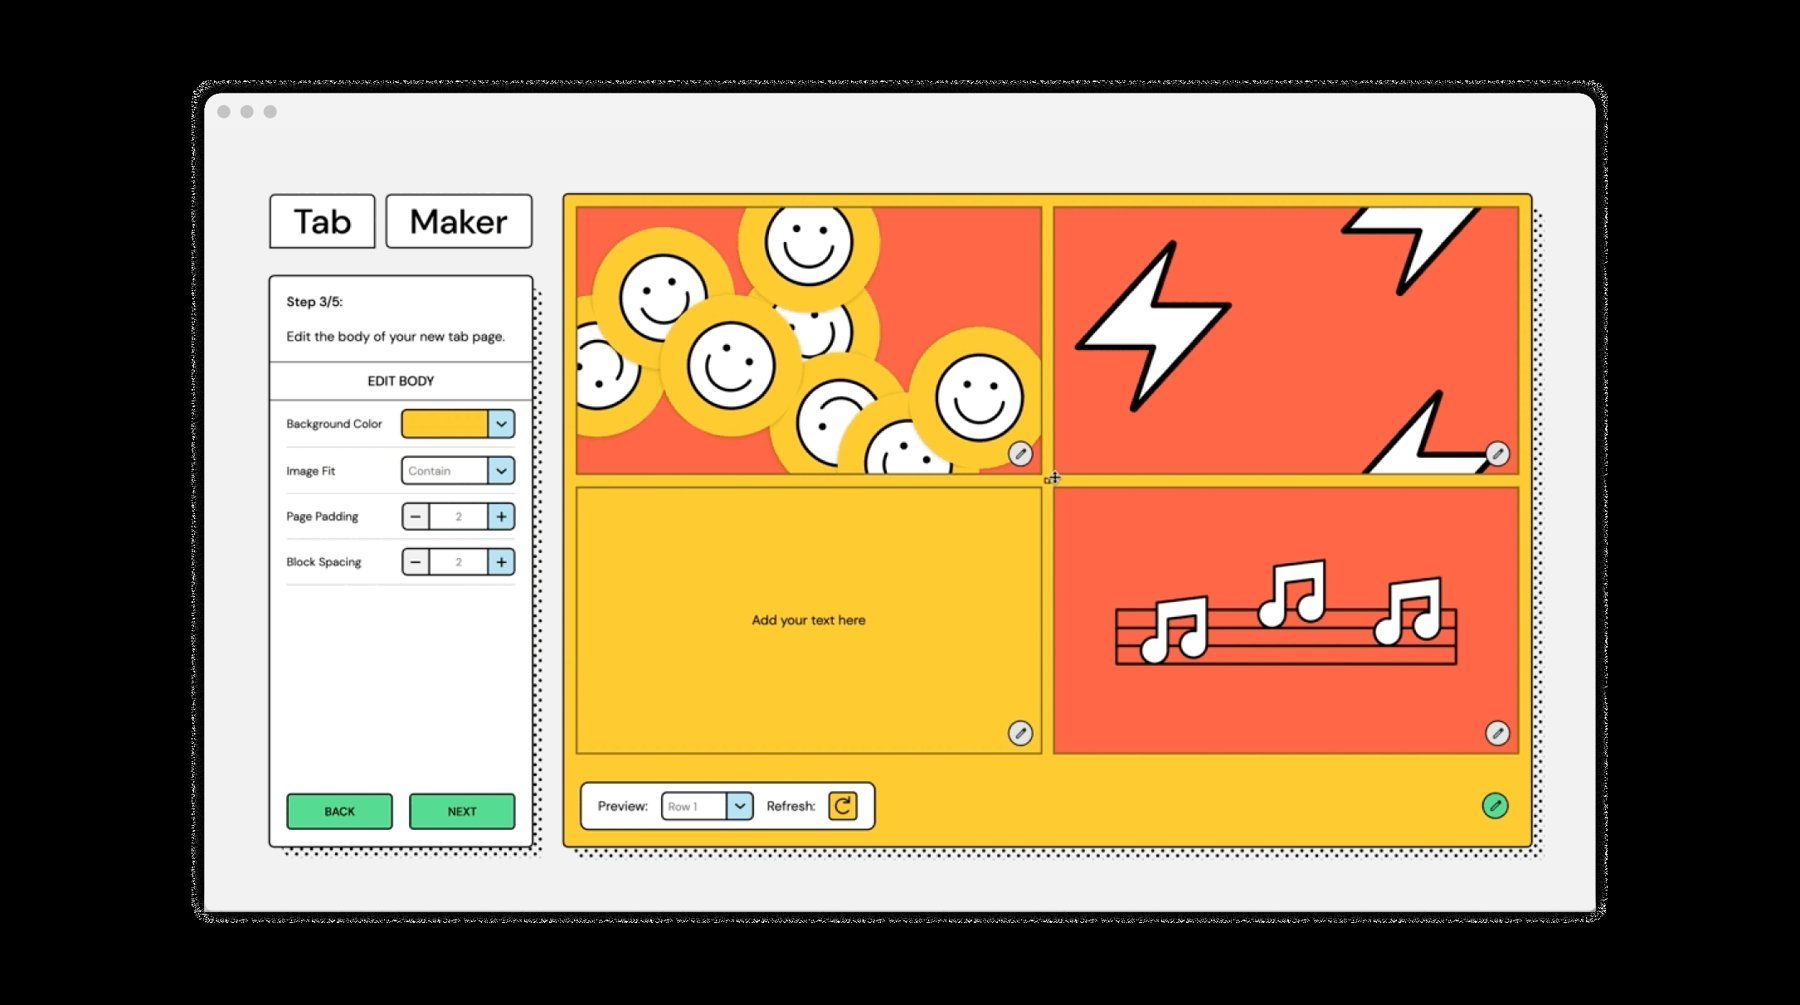 Tab Maker
Step 3/5:
Edit the body of your new tab page.
EDIT BODY
Background Color
Image Fit Contain
Page Padding 2
Block Spacing 2
BACK NEXT
Add your text here
Preview: Row 1 Refresh: